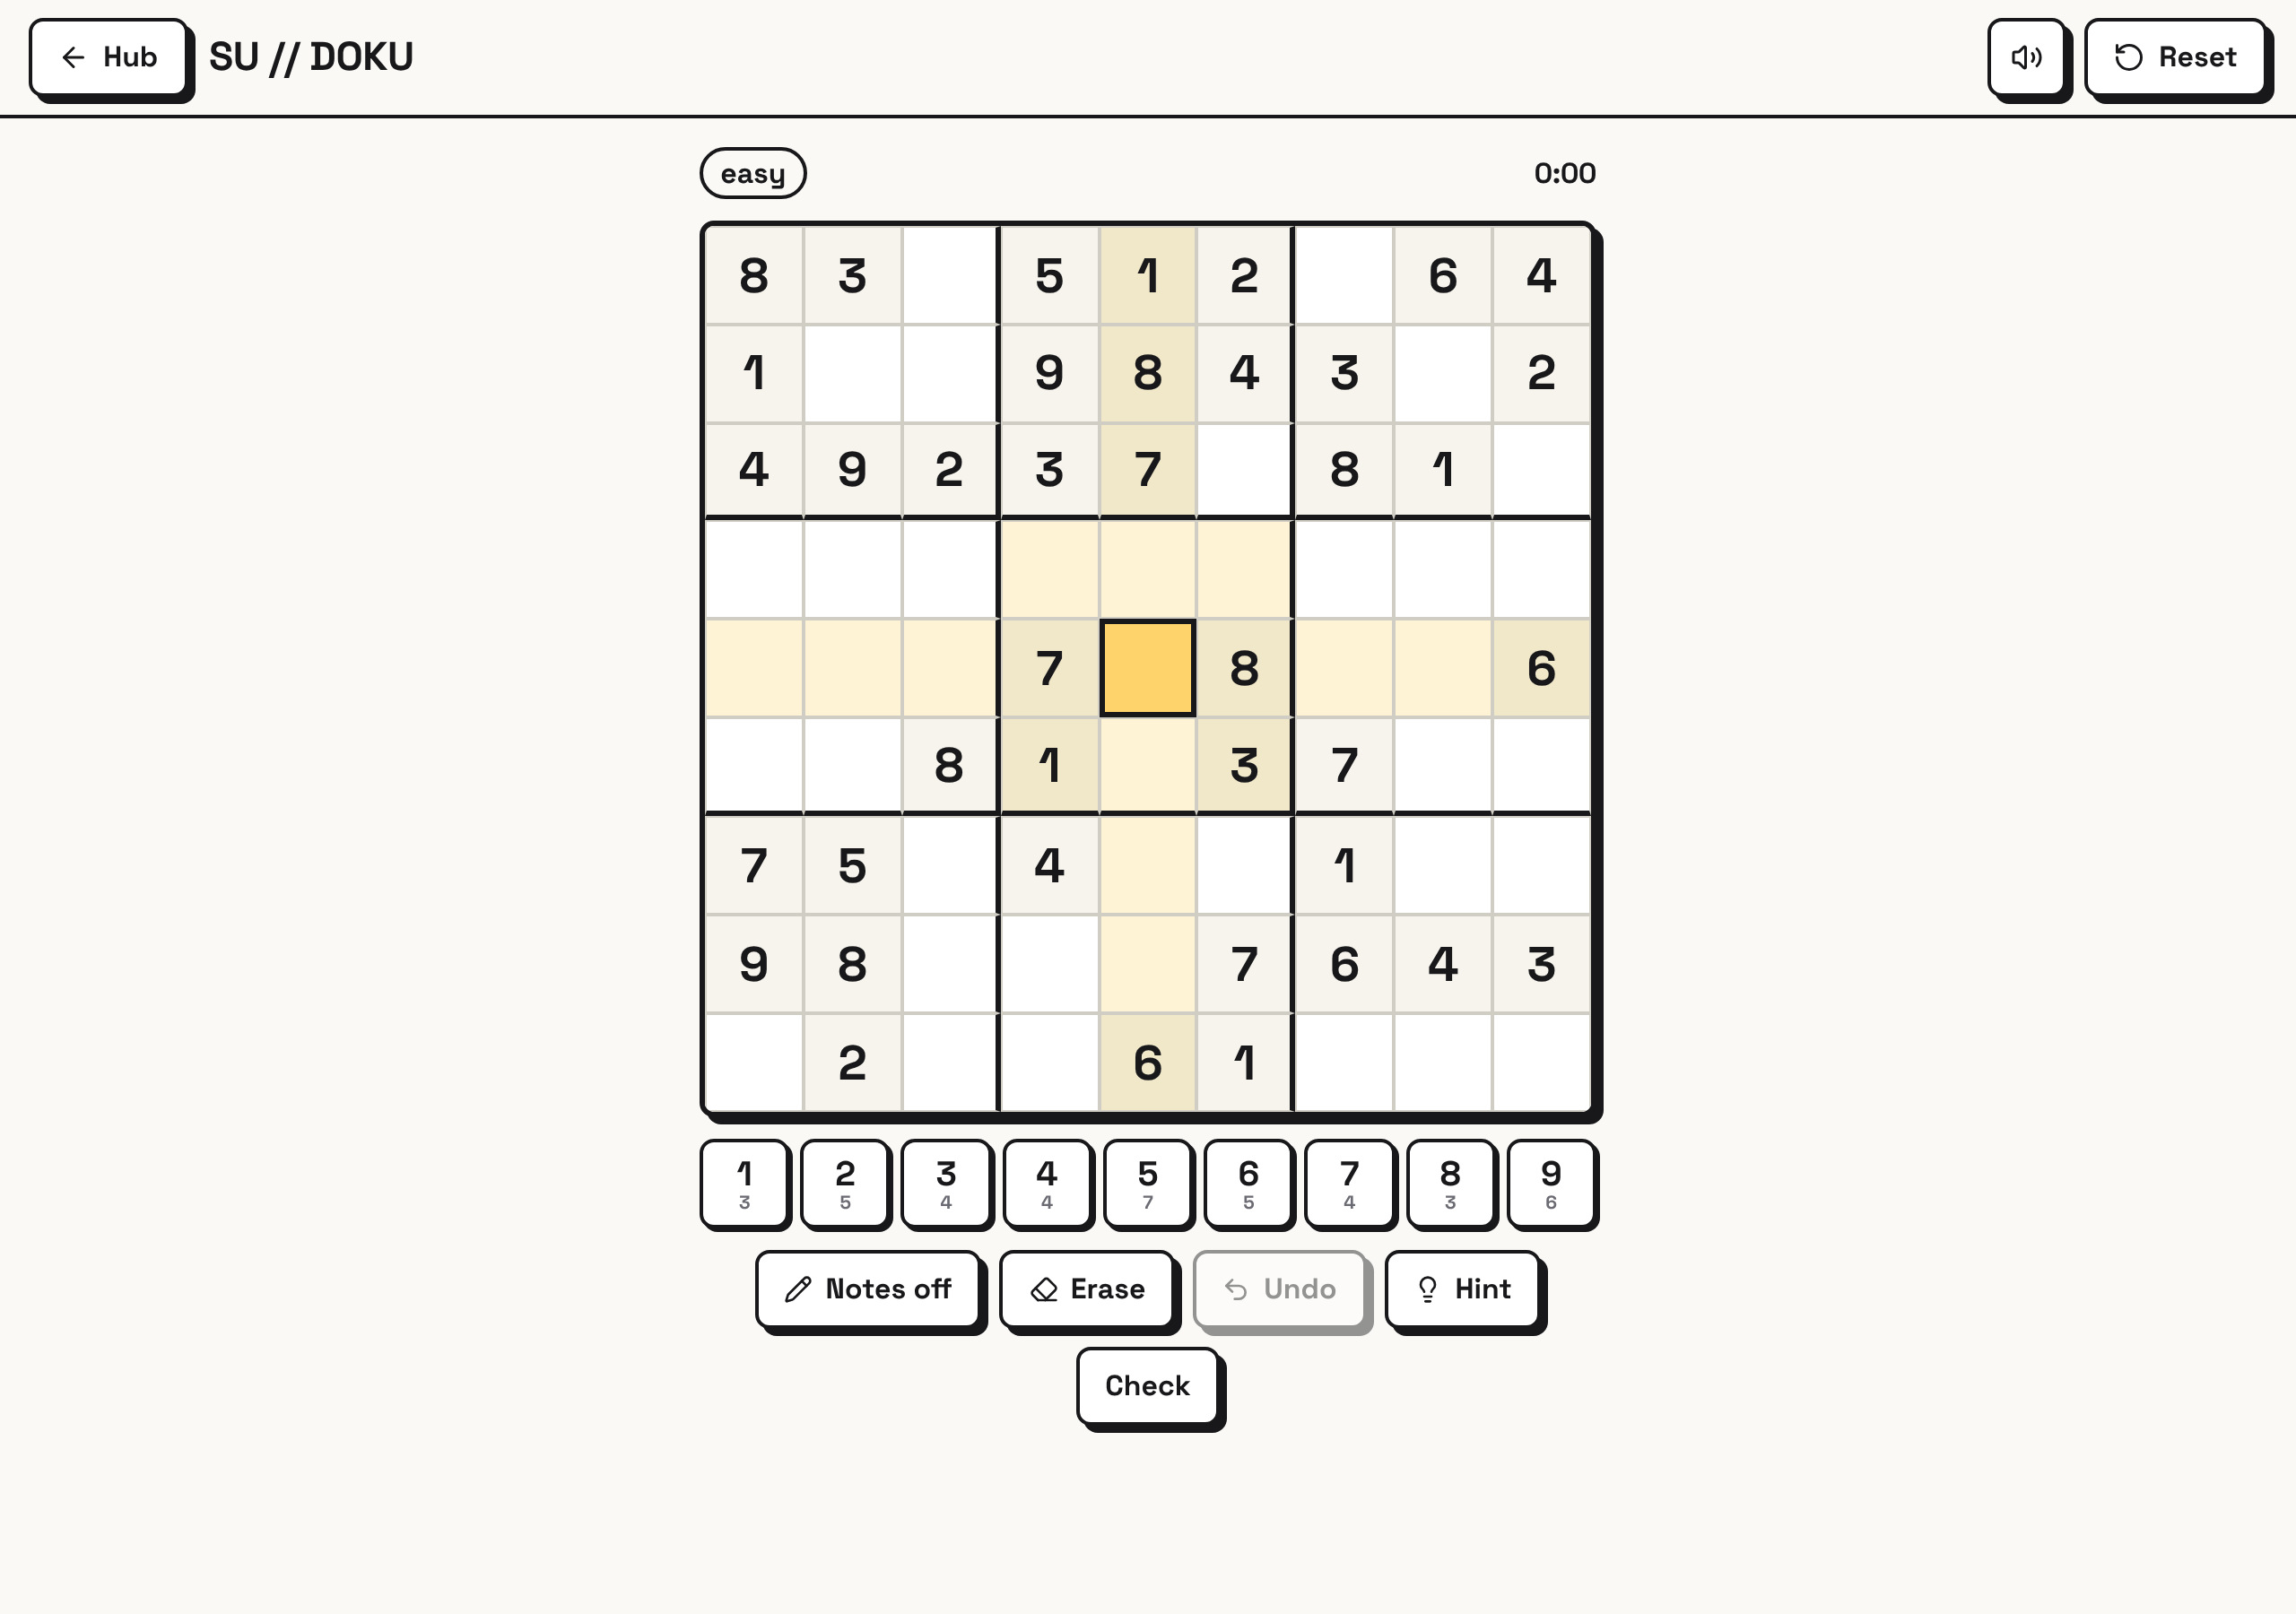 Hub SU // DOKU Reset
easy 0:00
8 3 5 1 2 6 4
1 9 8 4 3 2
4 9 2 3 7 8 1
7 8 6
8 1 3 7
7 5 4 1
9 8 7 6 4 3
2 6 1
1 2 3 4 5 6 7 8 9
3 5 4 4 7 5 4 3 6
Notes off Erase Undo Hint
Check